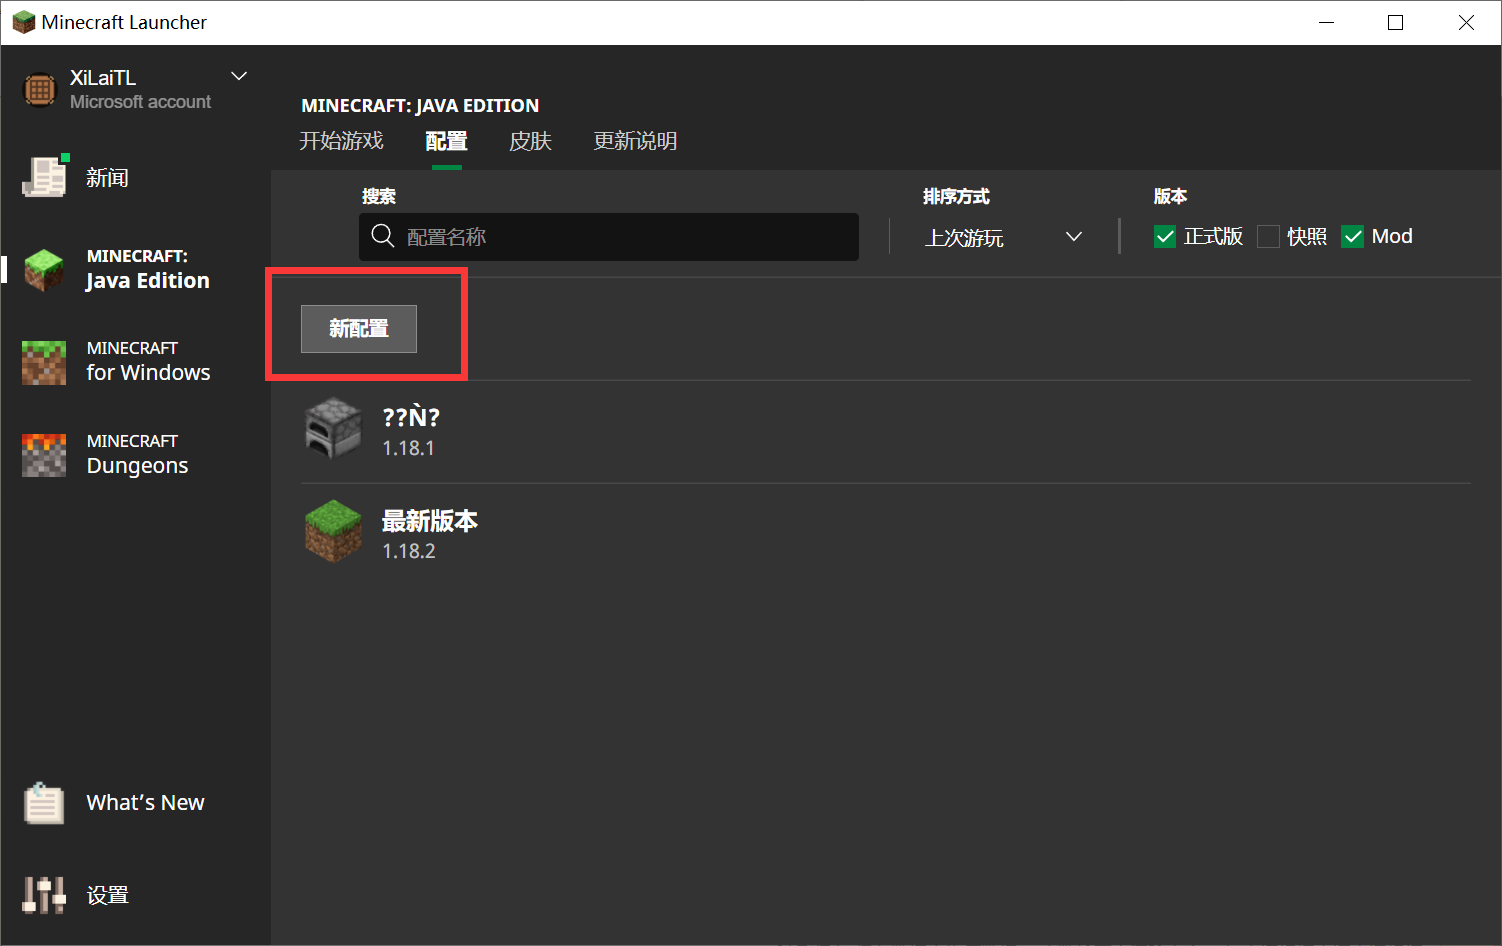 Minecraft Launcher
XiLaiTL
Microsoft account
新闻
MINECRAFT:
Java Edition
MINECRAFT
for Windows
MINECRAFT
Dungeons
What's New
设置
MINECRAFT: JAVA EDITION
开始游戏 配置 皮肤 更新说明
搜索 排序方式 版本
配置名称 上次游玩 正式版 快照 Mod
新配置
??Ǹ?
1.18.1
最新版本
1.18.2